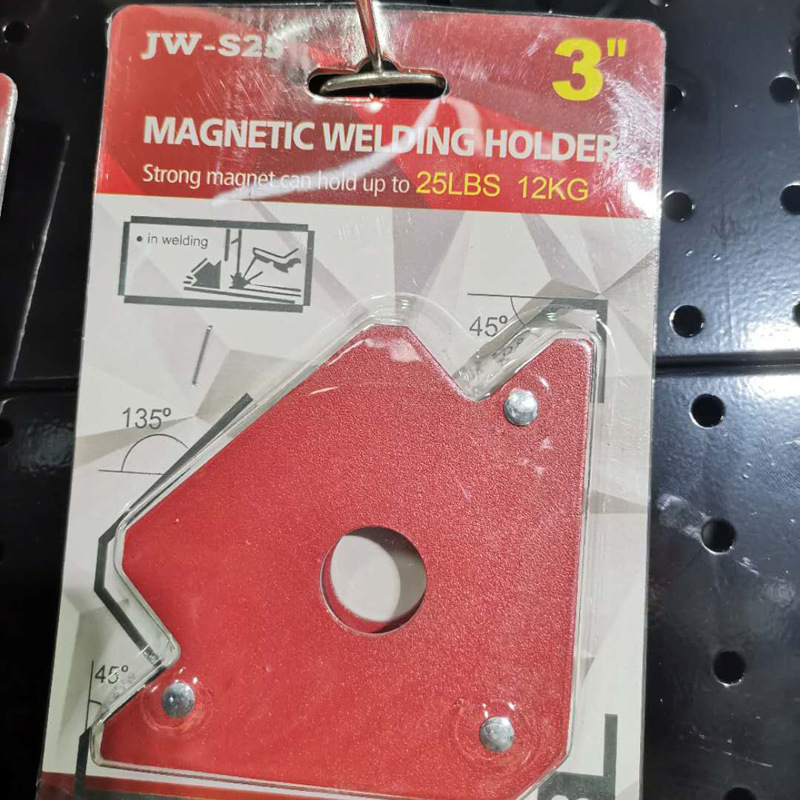 3"
MAGNETIC WELDING HOLDER
Strong magnet can hold up to 25LBS 12KG
• in welding
45°
135°
45°